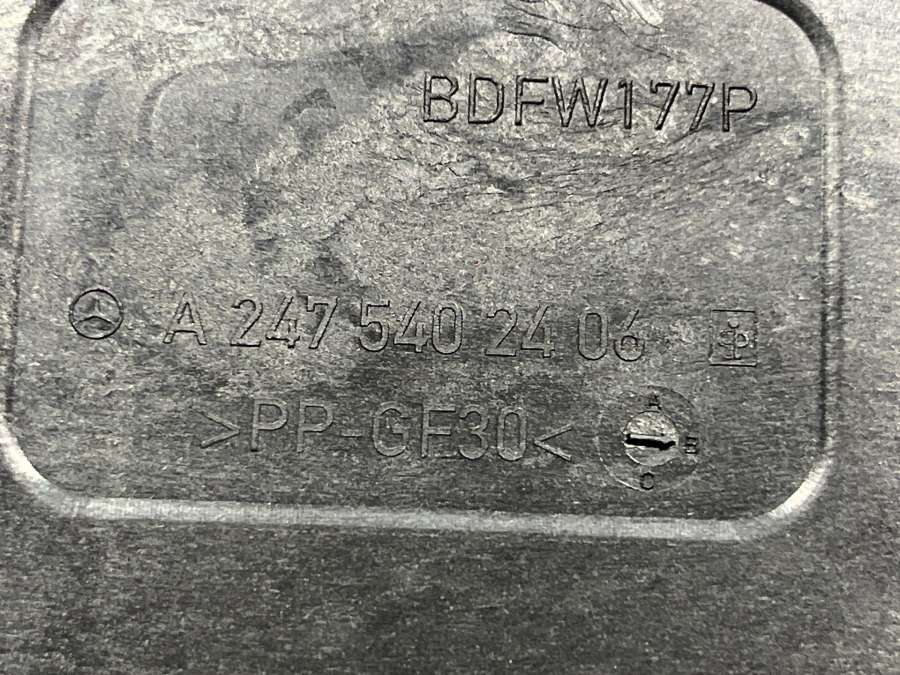 BDFW177P
A 247 540 24 06
>PP-GF30<
A
B
C